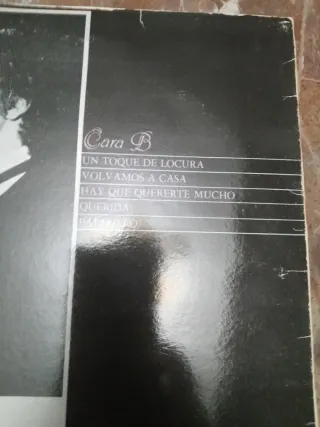 Cara B
UN TOQUE DE LOCURA
VOLVAMOS A CASA
HAY QUE QUERERTE MUCHO
QUERIDA